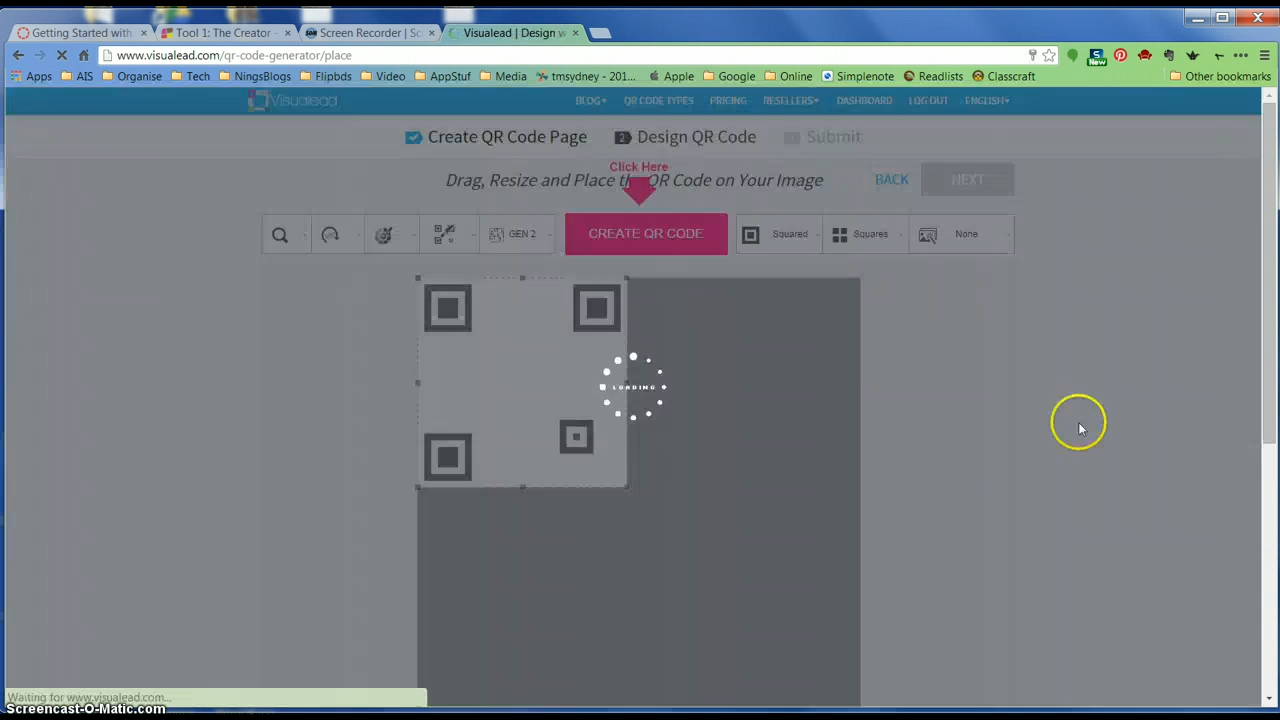 Getting Started with
Tool 1: The Creator -
Screen Recorder | Sc
Visualead | Design w
www.visualead.com/qr-code-generator/place
Apps AIS Organise Tech NingsBlogs Flipbds Video AppStuf Media tmsydney - 201... Apple Google Online Simplenote Readlists Classcraft Other bookmarks
S New
Visualead BLOG QR CODE TYPES PRICING RESELLERS DASHBOARD LOG OUT ENGLISH
Create QR Code Page 2 Design QR Code Submit
Click Here
Drag, Resize and Place the QR Code on Your Image BACK NEXT
GEN 2 CREATE QR CODE Squared Squares None
LOADING
Waiting for www.visualead.com...
Screencast-O-Matic.com